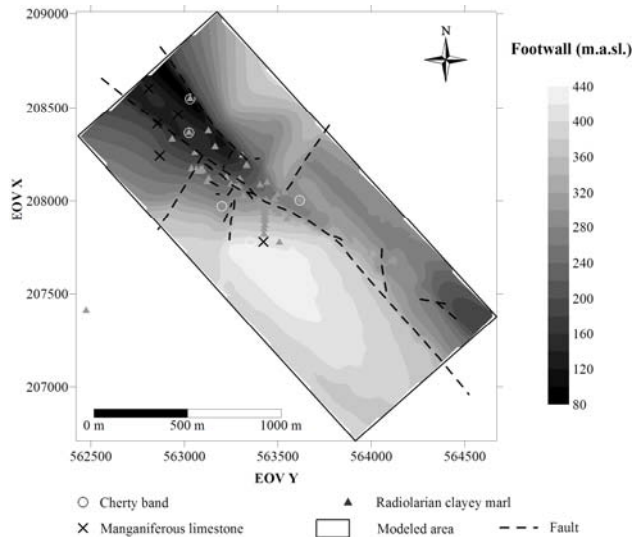 209000
N
Footwall (m.a.sl.)
440
400
360
320
280
240
200
160
120
80
208500
208000
207500
207000
EOV X
0 m 500 m 1000 m
562500 563000 563500 564000 564500
EOV Y
Cherty band
Radiolarian clayey marl
Manganiferous limestone
Modeled area
Fault